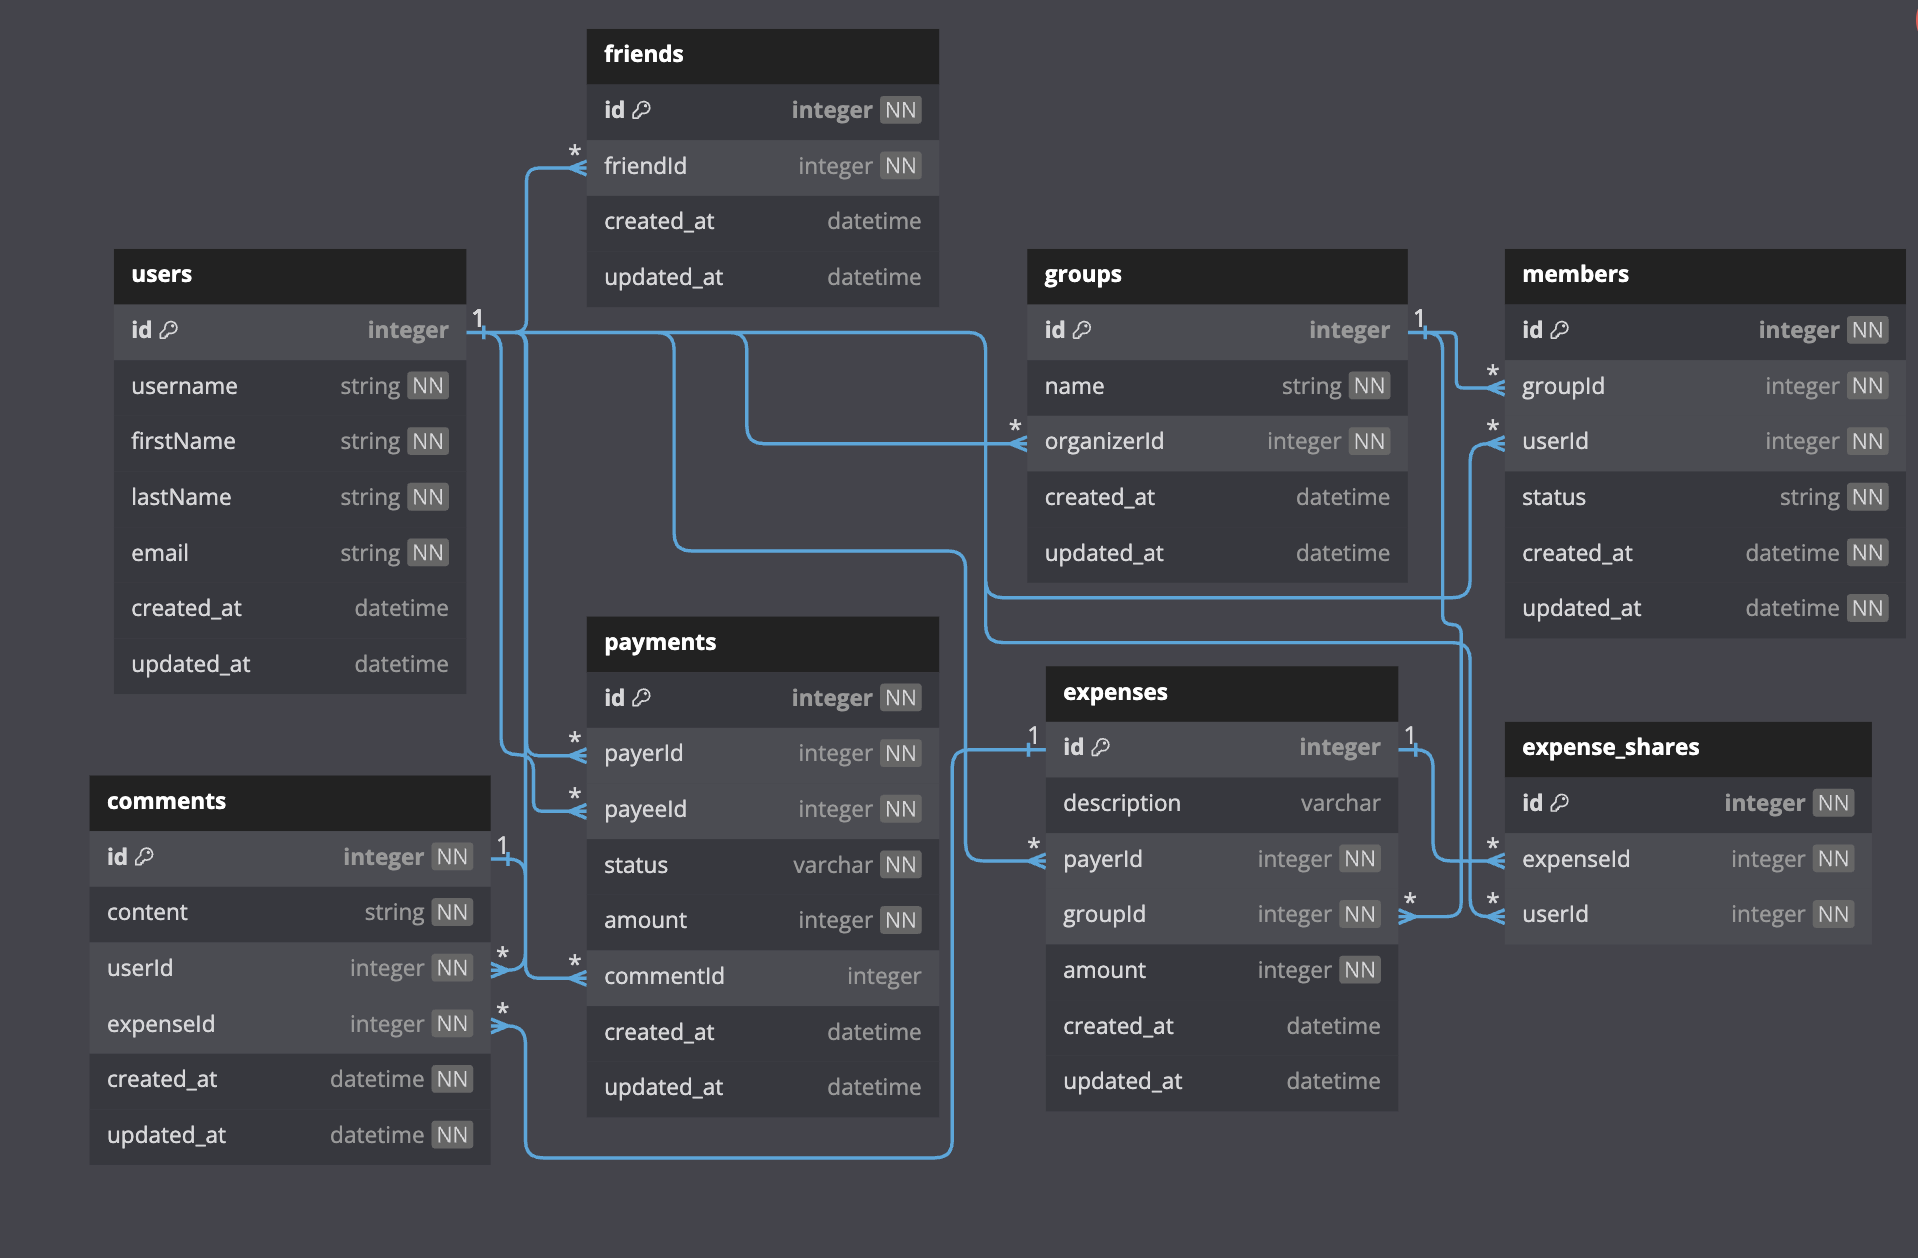 friends
id integer NN
* friendId integer NN
created_at datetime
updated_at datetime
users
id integer 1
username string NN
firstName string NN
lastName string NN
email string NN
created_at datetime
updated_at datetime
groups
id integer 1
name string NN
* organizerId integer NN
created_at datetime
updated_at datetime
members
id integer NN
* groupId integer NN
* userId integer NN
status string NN
created_at datetime NN
updated_at datetime NN
payments
id integer NN
* payerId integer NN
* payeeId integer NN
status varchar NN
amount integer NN
* commentId integer
created_at datetime
updated_at datetime
comments
id integer NN 1
content string NN
userId integer NN *
expenseId integer NN *
created_at datetime NN
updated_at datetime NN
expenses
1 id integer 1
description varchar
* payerId integer NN
groupId integer NN *
amount integer NN
created_at datetime
updated_at datetime
expense_shares
id integer NN
* expenseId integer NN
* userId integer NN